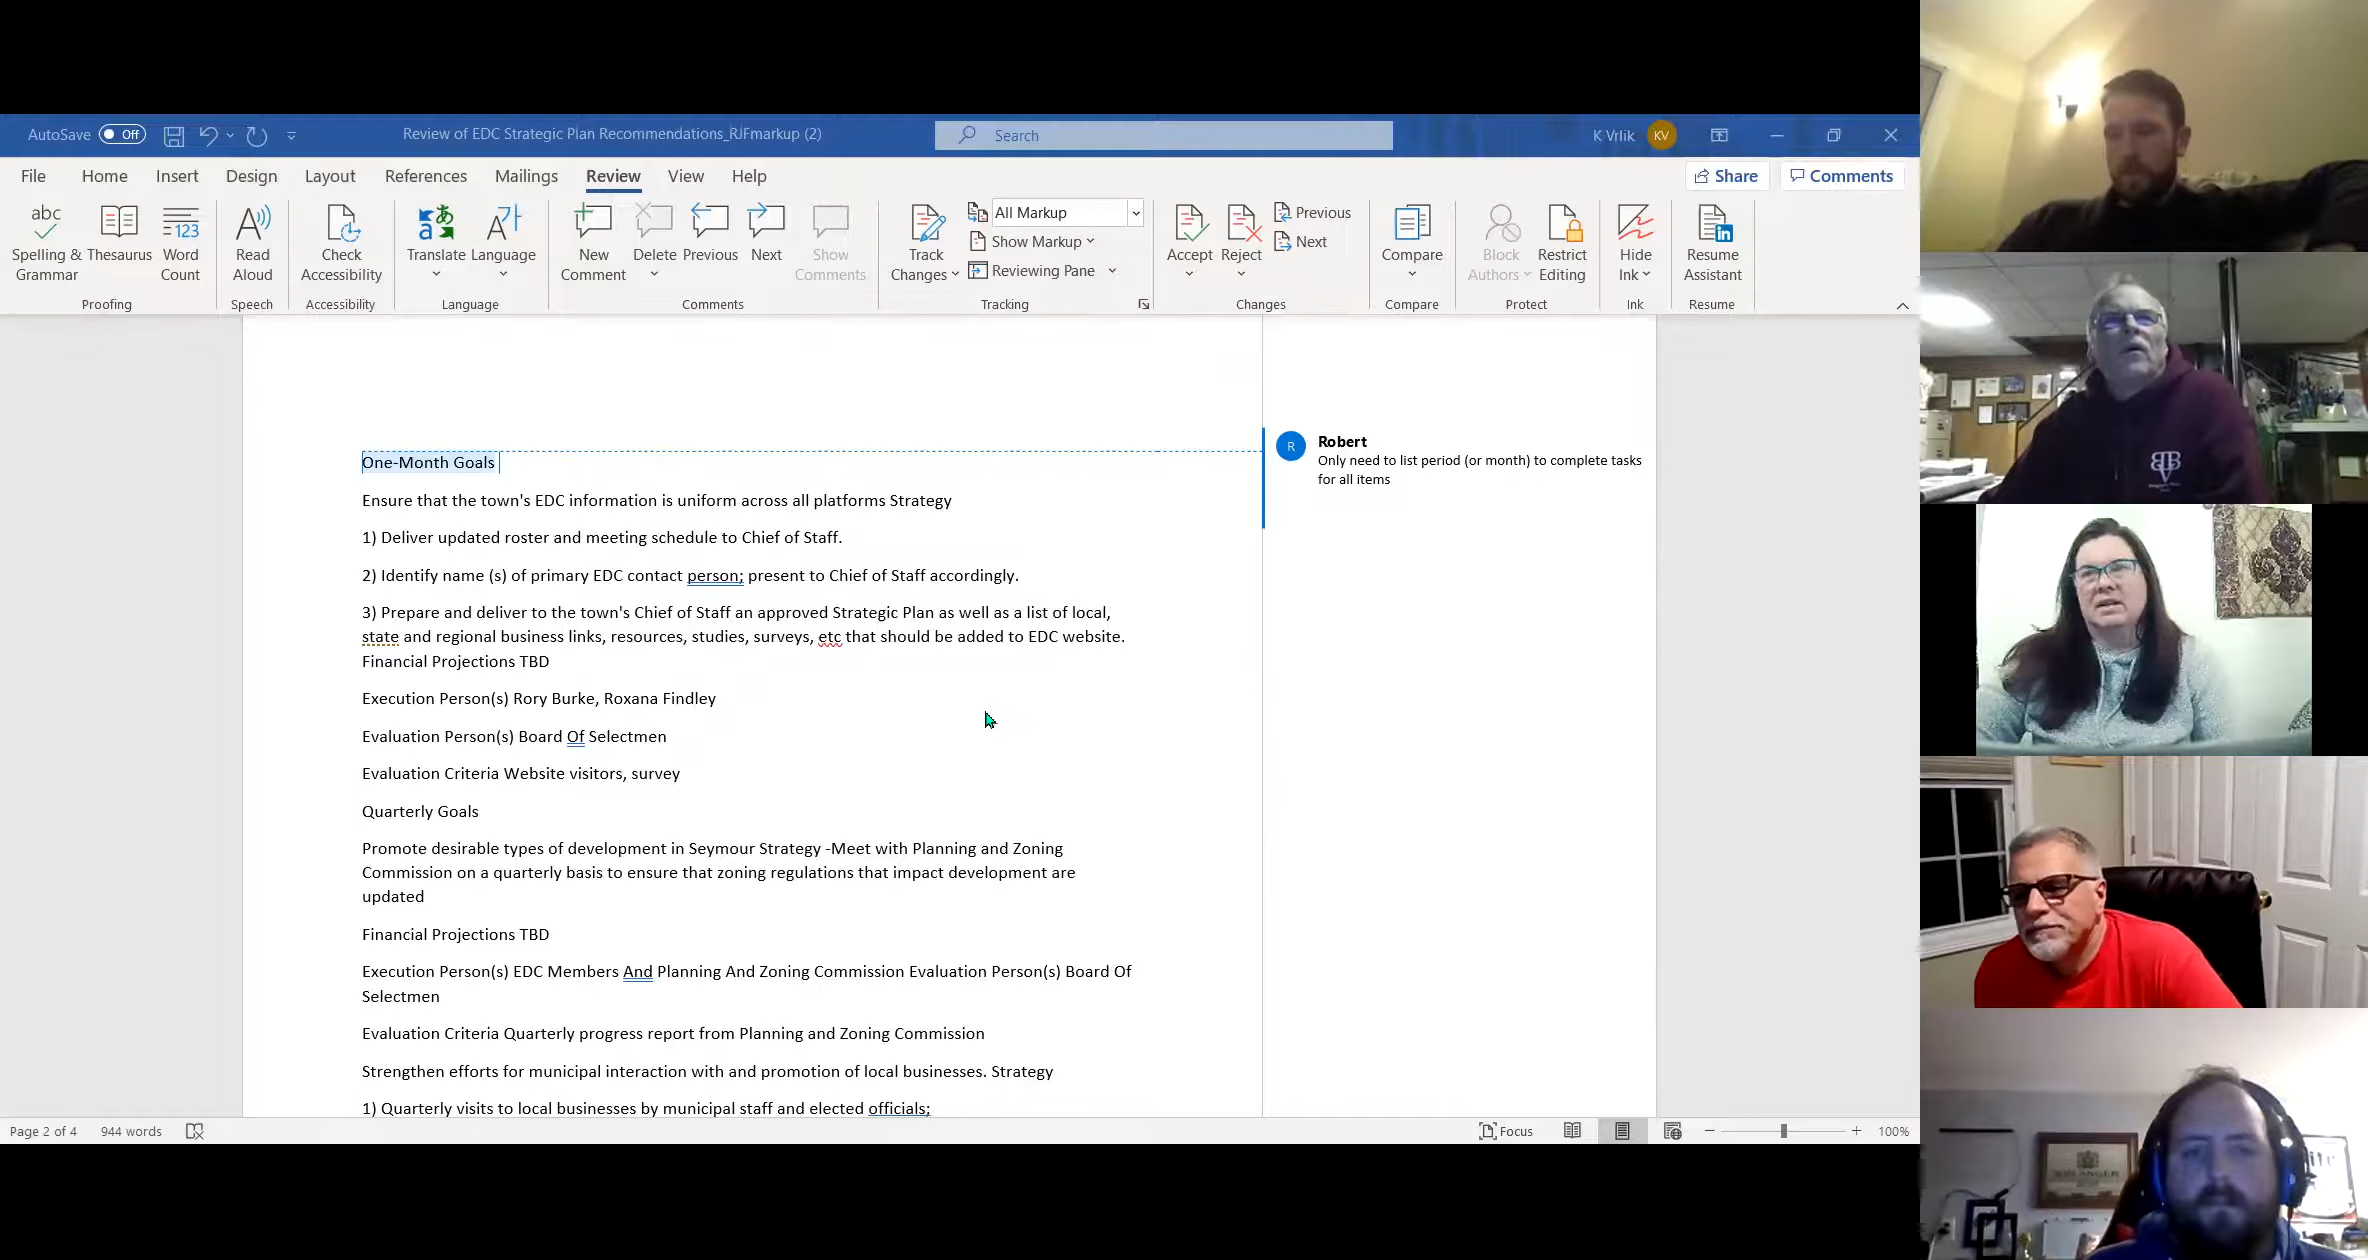 AutoSave Off
Review of EDC Strategic Plan Recommendations_RJFmarkup (2)
Search
K Vrlik KV
File Home Insert Design Layout References Mailings Review View Help
Share Comments
abc
Spelling & Grammar
Thesaurus
123
Word Count
Read Aloud
Check Accessibility
Translate
Language
New Comment
Delete
Previous
Next
Show Comments
Track Changes
All Markup
Show Markup
Reviewing Pane
Accept
Reject
Previous
Next
Compare
Block Authors
Restrict Editing
Hide Ink
Resume Assistant
Proofing Speech Accessibility Language Comments Tracking Changes Compare Protect Ink Resume
One-Month Goals
Ensure that the town's EDC information is uniform across all platforms Strategy
1) Deliver updated roster and meeting schedule to Chief of Staff.
2) Identify name (s) of primary EDC contact person; present to Chief of Staff accordingly.
3) Prepare and deliver to the town's Chief of Staff an approved Strategic Plan as well as a list of local,
state and regional business links, resources, studies, surveys, etc that should be added to EDC website.
Financial Projections TBD
Execution Person(s) Rory Burke, Roxana Findley
Evaluation Person(s) Board Of Selectmen
Evaluation Criteria Website visitors, survey
Quarterly Goals
Promote desirable types of development in Seymour Strategy -Meet with Planning and Zoning
Commission on a quarterly basis to ensure that zoning regulations that impact development are
updated
Financial Projections TBD
Execution Person(s) EDC Members And Planning And Zoning Commission Evaluation Person(s) Board Of
Selectmen
Evaluation Criteria Quarterly progress report from Planning and Zoning Commission
Strengthen efforts for municipal interaction with and promotion of local businesses. Strategy
1) Quarterly visits to local businesses by municipal staff and elected officials;
R
Robert
Only need to list period (or month) to complete tasks
for all items
Page 2 of 4 944 words
Focus
100%